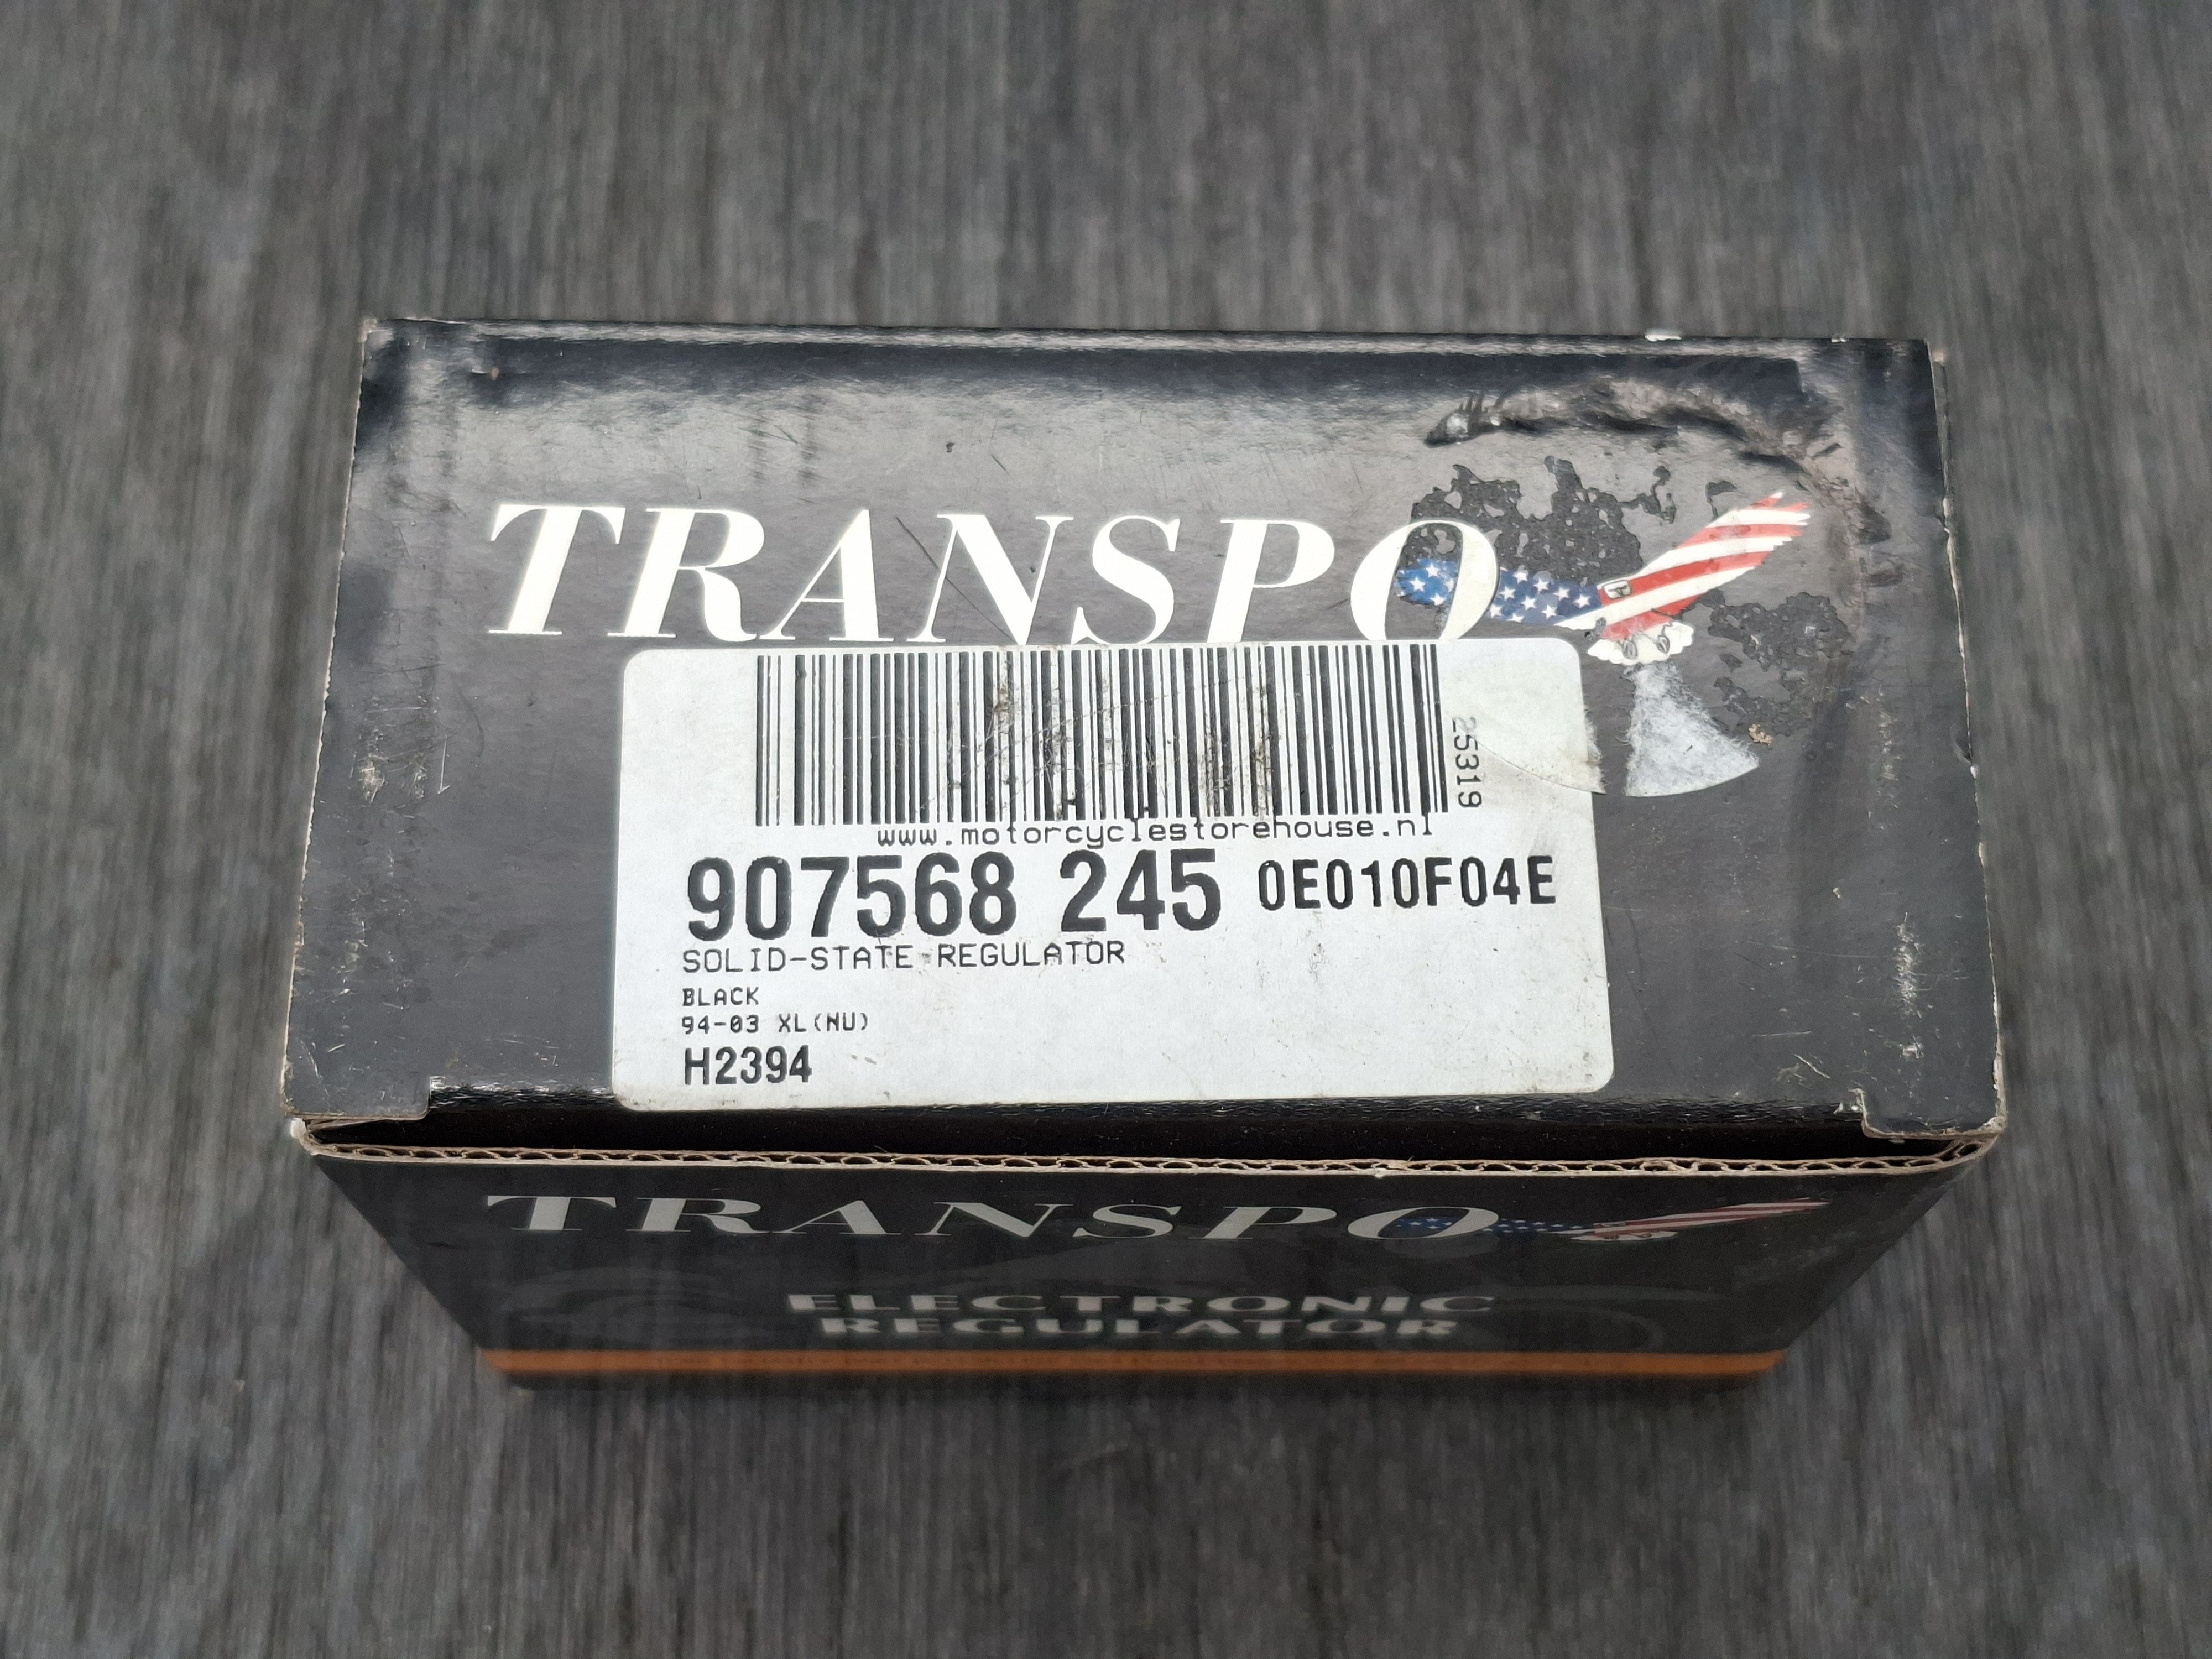 TRANSPO
25319
www.motorcyclestorehouse.nl
907568 245 0E010F04E
SOLID-STATE REGULATOR
BLACK
94-03 XL(NU)
H2394
TRANSPO
ELECTRONIC
REGULATOR